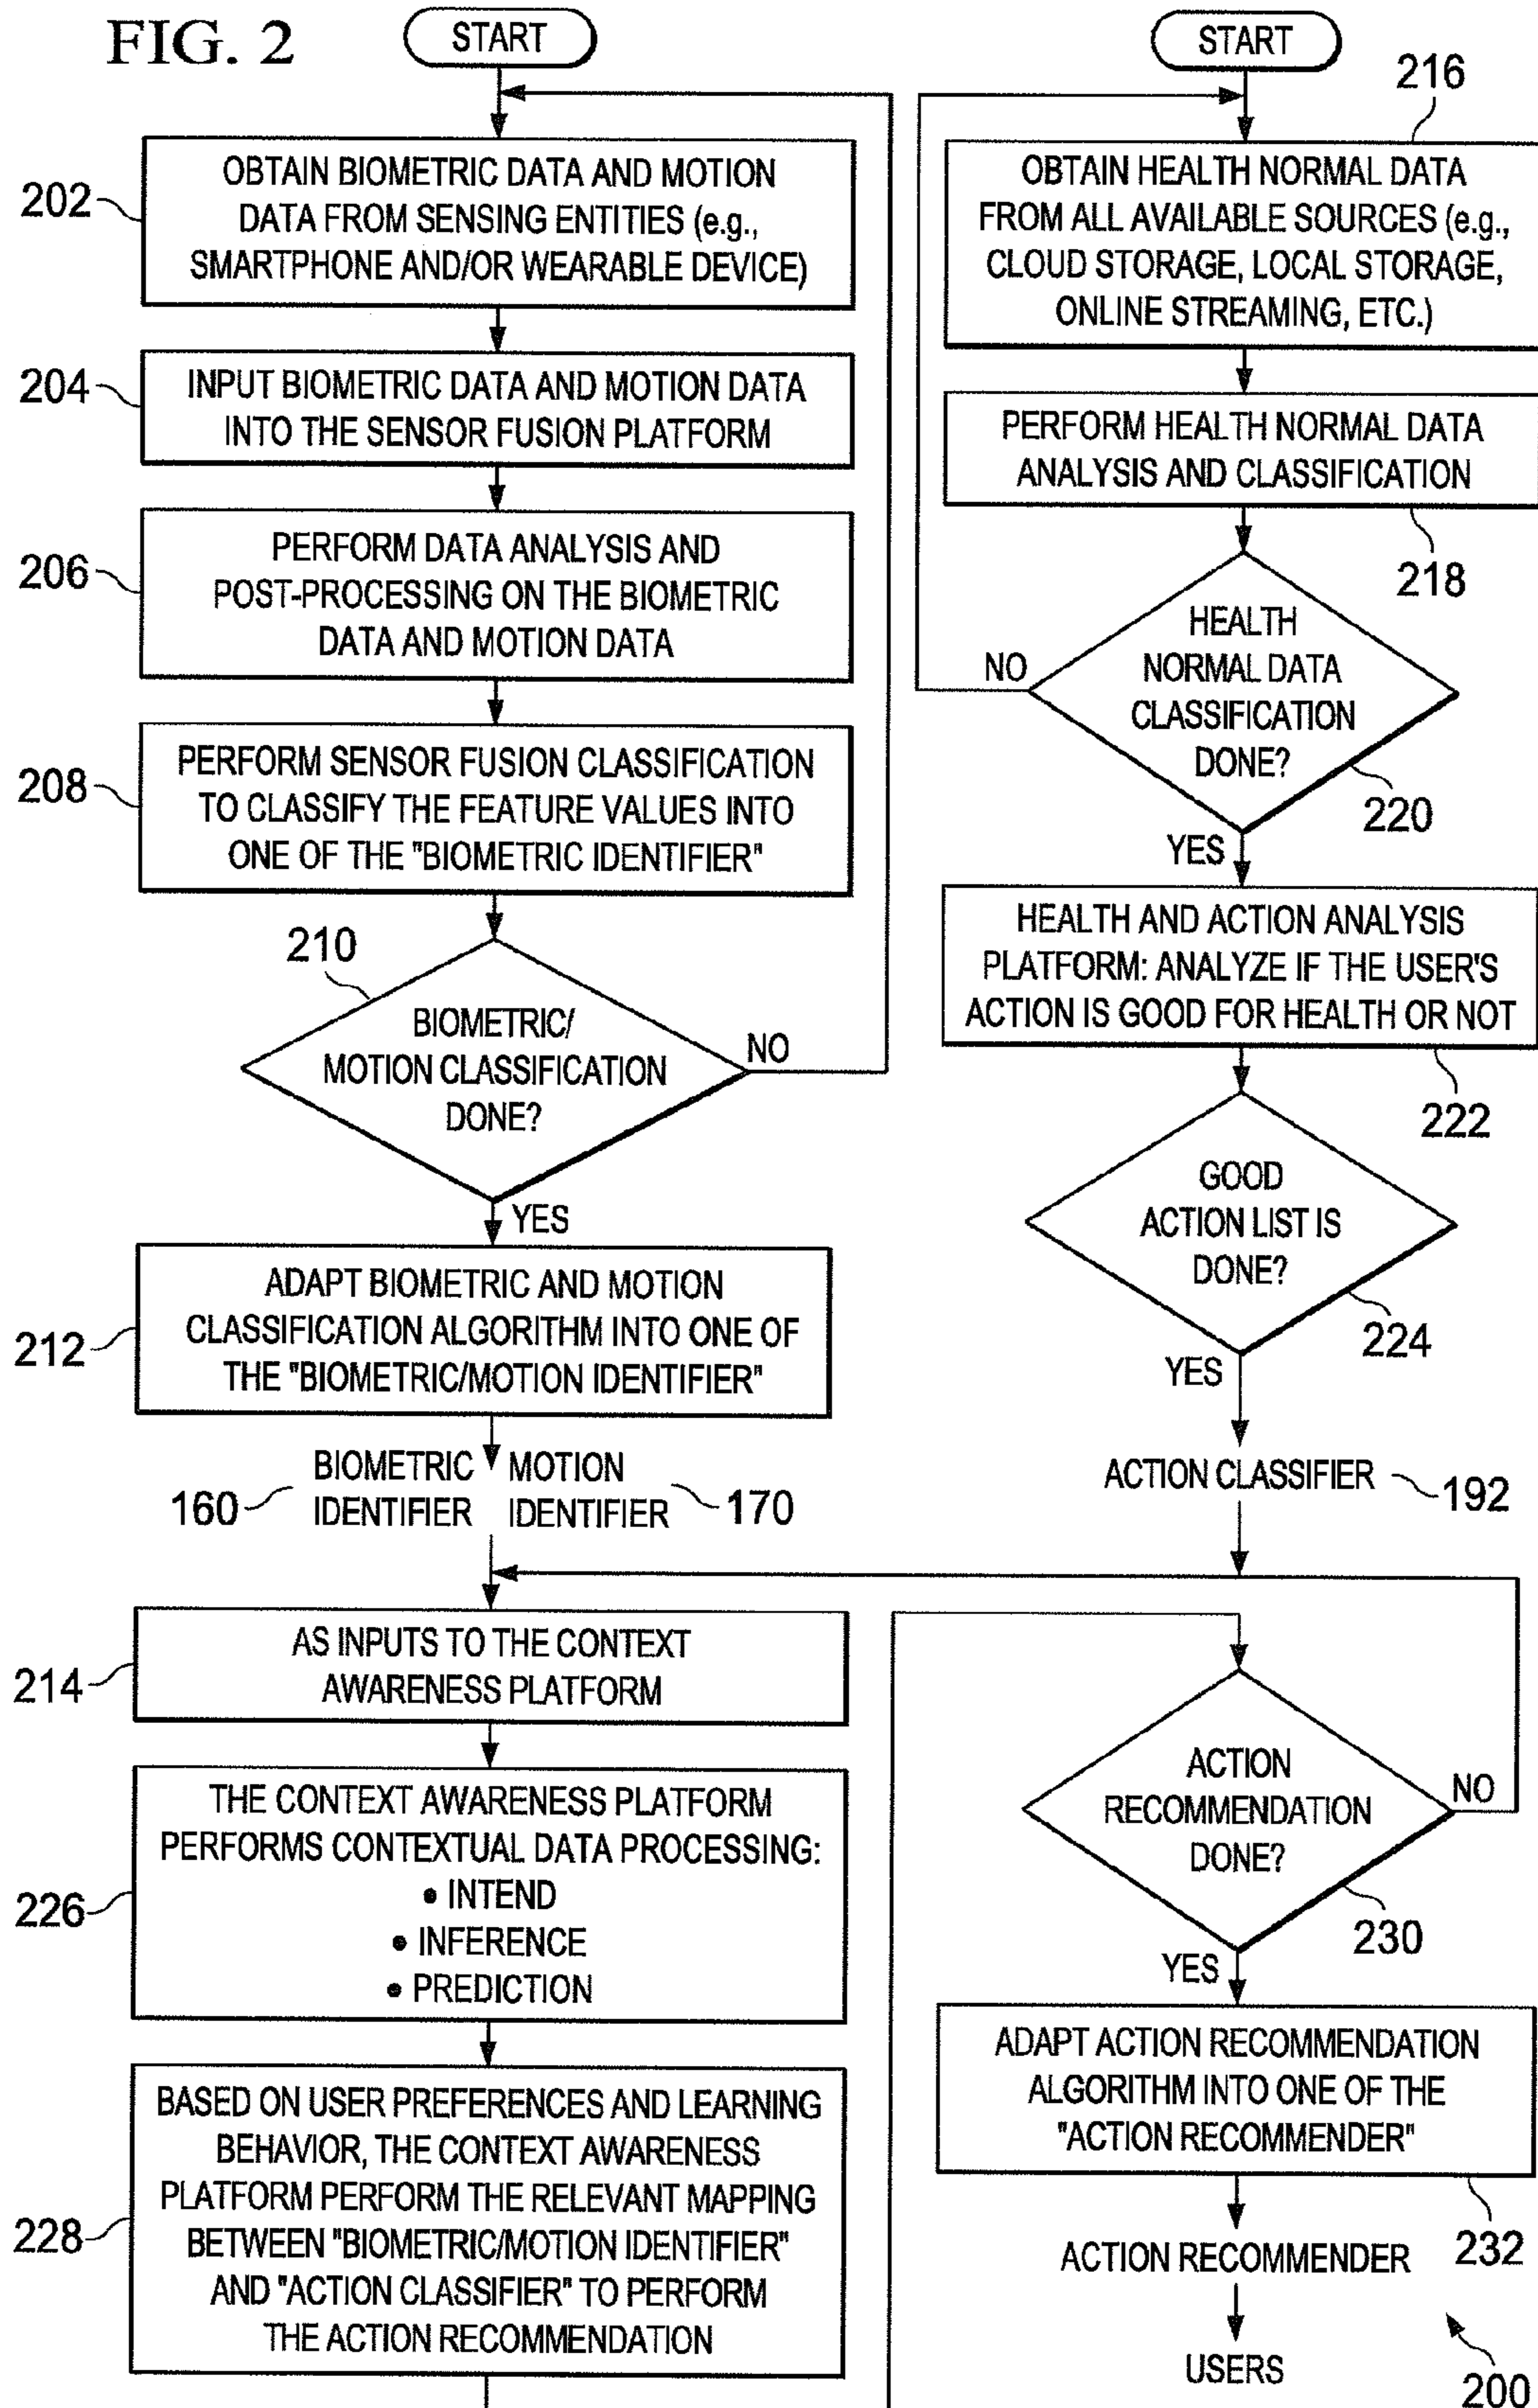 FIG. 2
START
202
OBTAIN BIOMETRIC DATA AND MOTION
DATA FROM SENSING ENTITIES (e.g.,
SMARTPHONE AND/OR WEARABLE DEVICE)
204
INPUT BIOMETRIC DATA AND MOTION DATA
INTO THE SENSOR FUSION PLATFORM
206
PERFORM DATA ANALYSIS AND
POST-PROCESSING ON THE BIOMETRIC
DATA AND MOTION DATA
208
PERFORM SENSOR FUSION CLASSIFICATION
TO CLASSIFY THE FEATURE VALUES INTO
ONE OF THE "BIOMETRIC IDENTIFIER"
210
BIOMETRIC/
MOTION CLASSIFICATION
DONE?
NO
YES
212
ADAPT BIOMETRIC AND MOTION
CLASSIFICATION ALGORITHM INTO ONE OF
THE "BIOMETRIC/MOTION IDENTIFIER"
160
BIOMETRIC
IDENTIFIER
MOTION
IDENTIFIER
170
214
AS INPUTS TO THE CONTEXT
AWARENESS PLATFORM
226
THE CONTEXT AWARENESS PLATFORM
PERFORMS CONTEXTUAL DATA PROCESSING:
• INTEND
• INFERENCE
• PREDICTION
228
BASED ON USER PREFERENCES AND LEARNING
BEHAVIOR, THE CONTEXT AWARENESS
PLATFORM PERFORM THE RELEVANT MAPPING
BETWEEN "BIOMETRIC/MOTION IDENTIFIER"
AND "ACTION CLASSIFIER" TO PERFORM
THE ACTION RECOMMENDATION
START
216
OBTAIN HEALTH NORMAL DATA
FROM ALL AVAILABLE SOURCES (e.g.,
CLOUD STORAGE, LOCAL STORAGE,
ONLINE STREAMING, ETC.)
PERFORM HEALTH NORMAL DATA
ANALYSIS AND CLASSIFICATION
218
HEALTH
NORMAL DATA
CLASSIFICATION
DONE?
NO
220
YES
HEALTH AND ACTION ANALYSIS
PLATFORM: ANALYZE IF THE USER'S
ACTION IS GOOD FOR HEALTH OR NOT
222
GOOD
ACTION LIST IS
DONE?
224
YES
ACTION CLASSIFIER
192
ACTION
RECOMMENDATION
DONE?
NO
230
YES
ADAPT ACTION RECOMMENDATION
ALGORITHM INTO ONE OF THE
"ACTION RECOMMENDER"
232
ACTION RECOMMENDER
USERS
200